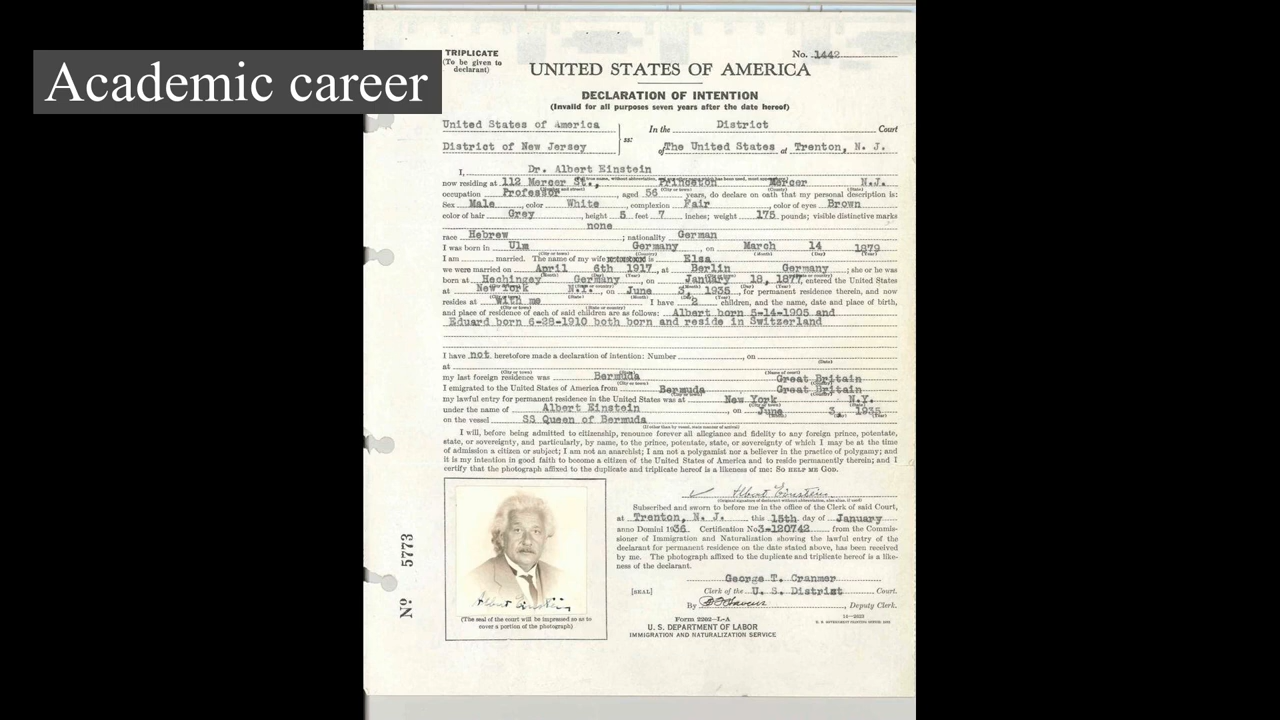 Academic career
TRIPLICATE
(To be given to
declarant)
No. 1442
UNITED STATES OF AMERICA
DECLARATION OF INTENTION
(Invalid for all purposes seven years after the date hereof)
United States of America
District of New Jersey
ss:
In the District Court
of The United States at Trenton, N. J.
I, Dr. Albert Einstein
now residing at 112 Mercer St., Princeton Mercer N.J.
occupation Professor, aged 56 years, do declare on oath that my personal description is:
Sex Male, color White, complexion Fair, color of eyes Brown
color of hair Grey, height 5 feet 7 inches; weight 175 pounds; visible distinctive marks
none
race Hebrew; nationality German
I was born in Ulm Germany, on March 14 1879
I am married. The name of my wife is Elsa
we were married on April 6th 1917, at Berlin Germany; she or he was
born at Hechingen Germany, on January 18, 1877, entered the United States
at New York N.Y., on June 3, 1935, for permanent residence therein, and now
resides at with me. I have 2 children, and the name, date and place of birth,
and place of residence of each of said children are as follows: Albert born 5-14-1905 and
Eduard born 6-28-1910 both born and reside in Switzerland
I have not heretofore made a declaration of intention: Number, on
at
my last foreign residence was Bermuda Great Britain
I emigrated to the United States of America from Bermuda Great Britain
my lawful entry for permanent residence in the United States was at New York N.Y.
under the name of Albert Einstein, on June 3, 1935
on the vessel SS Queen of Bermuda
I will, before being admitted to citizenship, renounce forever all allegiance and fidelity to any foreign prince, potentate,
state, or sovereignty, and particularly, by name, to the prince, potentate, state, or sovereignty of which I may be at the time
of admission a citizen or subject; I am not an anarchist; I am not a polygamist nor a believer in the practice of polygamy; and
it is my intention in good faith to become a citizen of the United States of America and to reside permanently therein; and I
certify that the photograph affixed to the duplicate and triplicate hereof is a likeness of me: SO HELP ME GOD.
Albert Einstein
Subscribed and sworn to before me in the office of the Clerk of said Court,
at Trenton, N. J. this 15th day of January
anno Domini 1936 Certification No 3-120742 from the Commis-
sioner of Immigration and Naturalization showing the lawful entry of the
declarant for permanent residence on the date stated above, has been received
by me. The photograph affixed to the duplicate and triplicate hereof is a like-
ness of the declarant.
George T. Cranmer
[SEAL] Clerk of the U. S. District Court.
By Deputy Clerk.
Form 2202-L-A
U. S. DEPARTMENT OF LABOR
IMMIGRATION AND NATURALIZATION SERVICE
Albert Einstein
(The seal of the court will be impressed so as to
cover a portion of the photograph)
No 5773